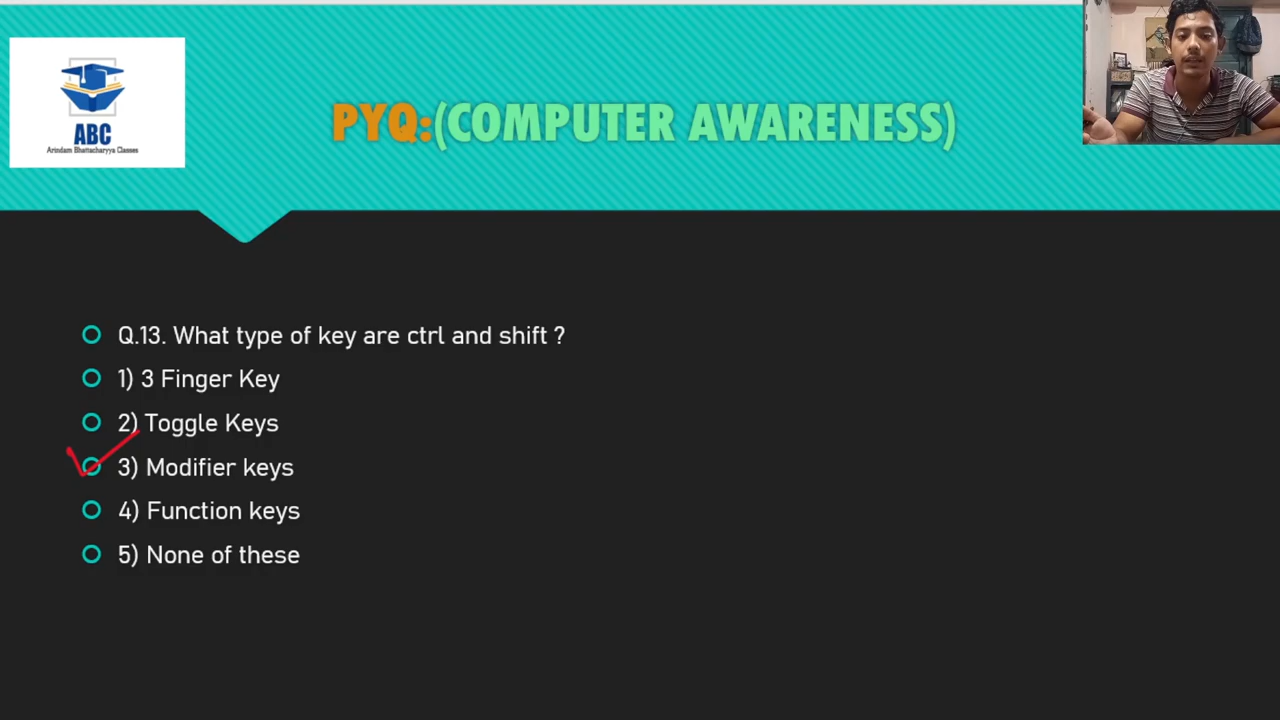 ABC
Arindam Bhattacharyya Classes
PYQ:(COMPUTER AWARENESS)
Q.13. What type of key are ctrl and shift ?
1) 3 Finger Key
2) Toggle Keys
3) Modifier keys
4) Function keys
5) None of these